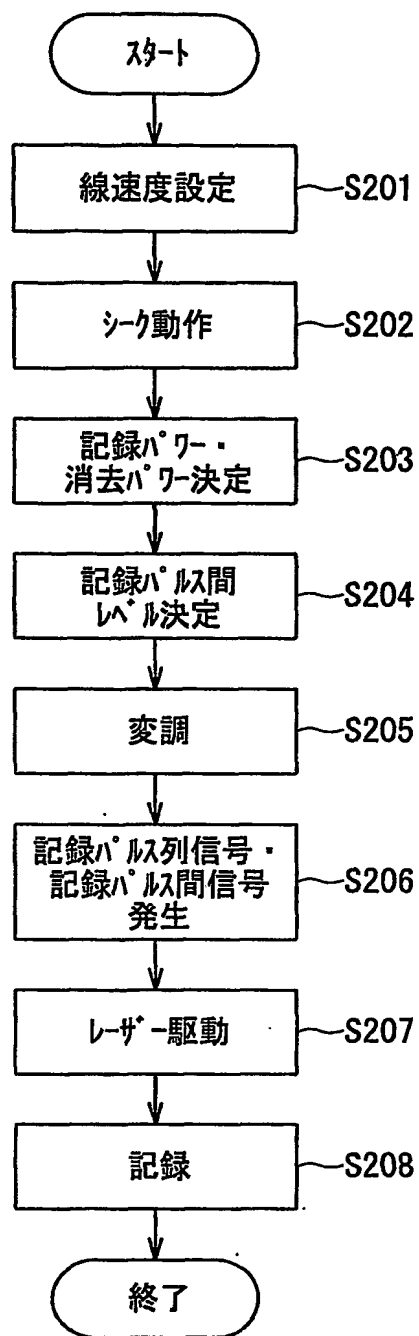 スタート
線速度設定
S201
シーク動作
S202
記録パワー・
消去パワー決定
S203
記録パルス間
レベル決定
S204
変調
S205
記録パルス列信号・
記録パルス間信号
発生
S206
レーザー駆動
S207
記録
S208
終了